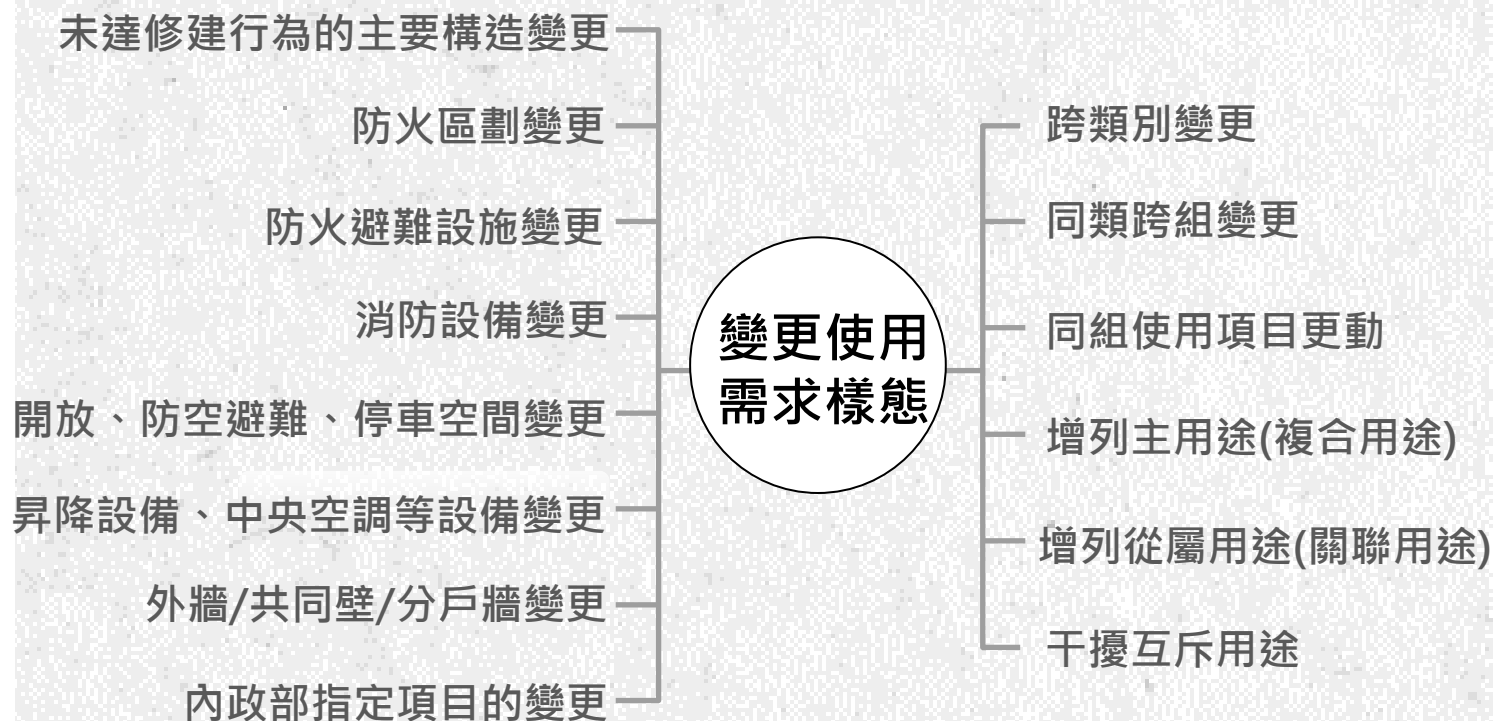 未達修建行為的主要構造變更
防火區劃變更
防火避難設施變更
消防設備變更
開放、防空避難、停車空間變更
昇降設備、中央空調等設備變更
外牆/共同壁/分戶牆變更
內政部指定項目的變更
變更使用
需求樣態
跨類別變更
同類跨組變更
同組使用項目更動
增列主用途(複合用途)
增列從屬用途(關聯用途)
干擾互斥用途